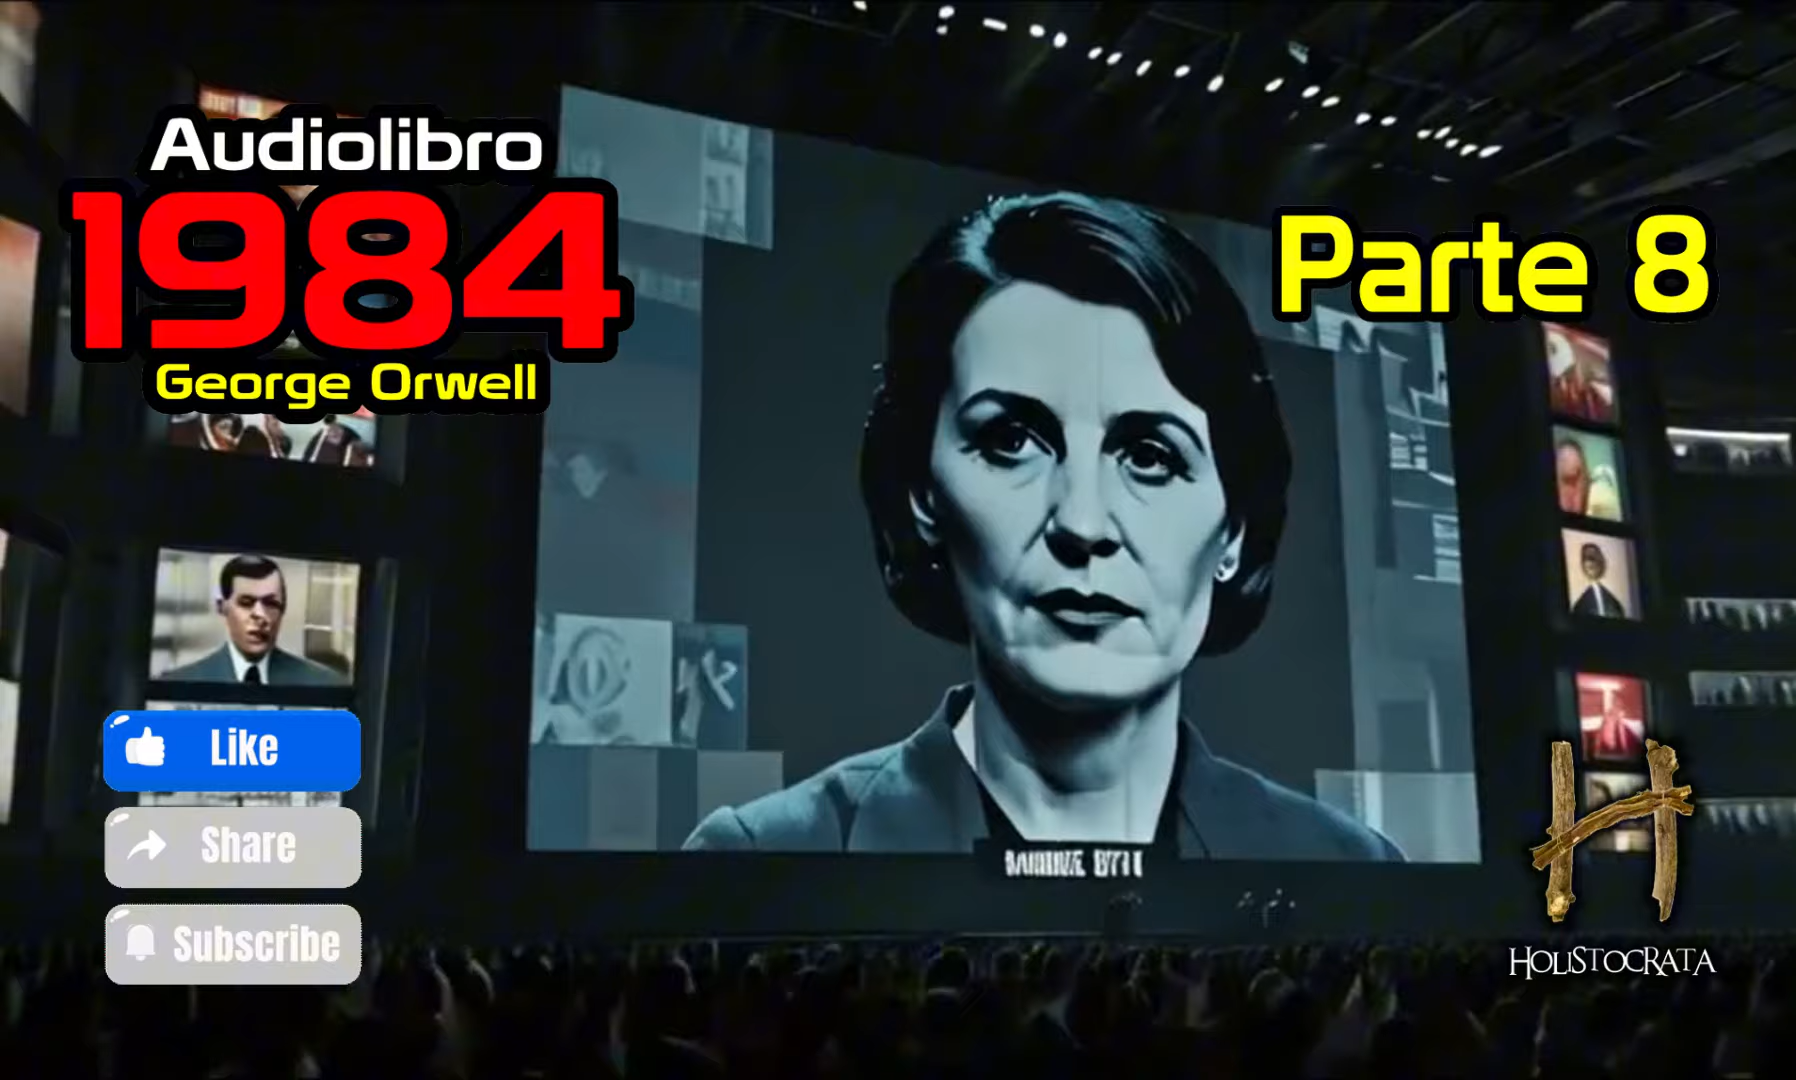 Audiolibro
1984
George Orwell
Parte 8
Like
Share
Subscribe
HOLISTOCRATA